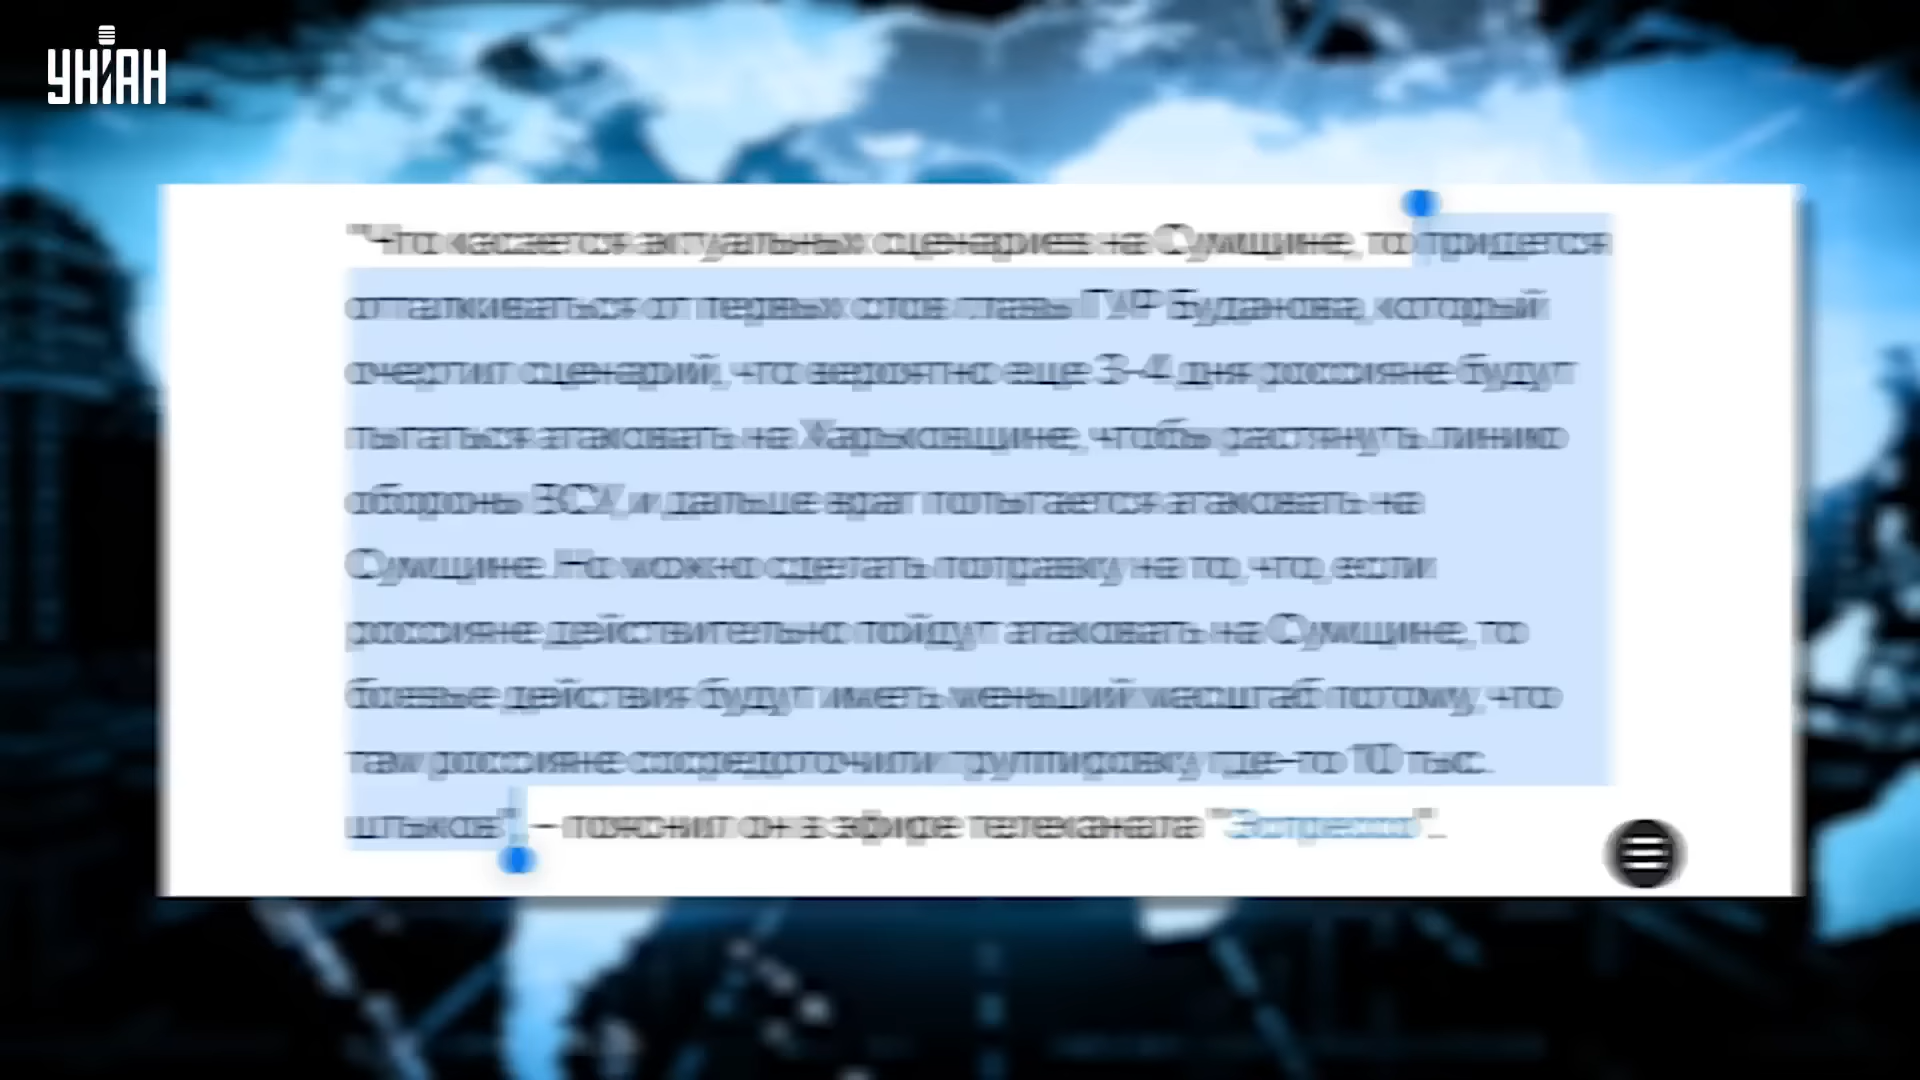 УНІАН
"Что касается актуальных сценариев на Сумщине, то придется
отталкиваться от первых слов главы ГУР Буданова, который
очертил сценарий, что вероятно еще 3-4 дня россияне будут
пытаться атаковать на Харьковщине, чтобы растянуть линию
обороны ВСУ, и дальше враг попытается атаковать на
Сумщине. Но можно сделать поправку на то, что, если
россияне действительно пойдут атаковать на Сумщине, то
боевые действия будут иметь меньший масштаб потому, что
там россияне сосредоточили группировку где-то 10 тыс.
штыков", – пояснил он в эфире телеканала "Эспрессо".